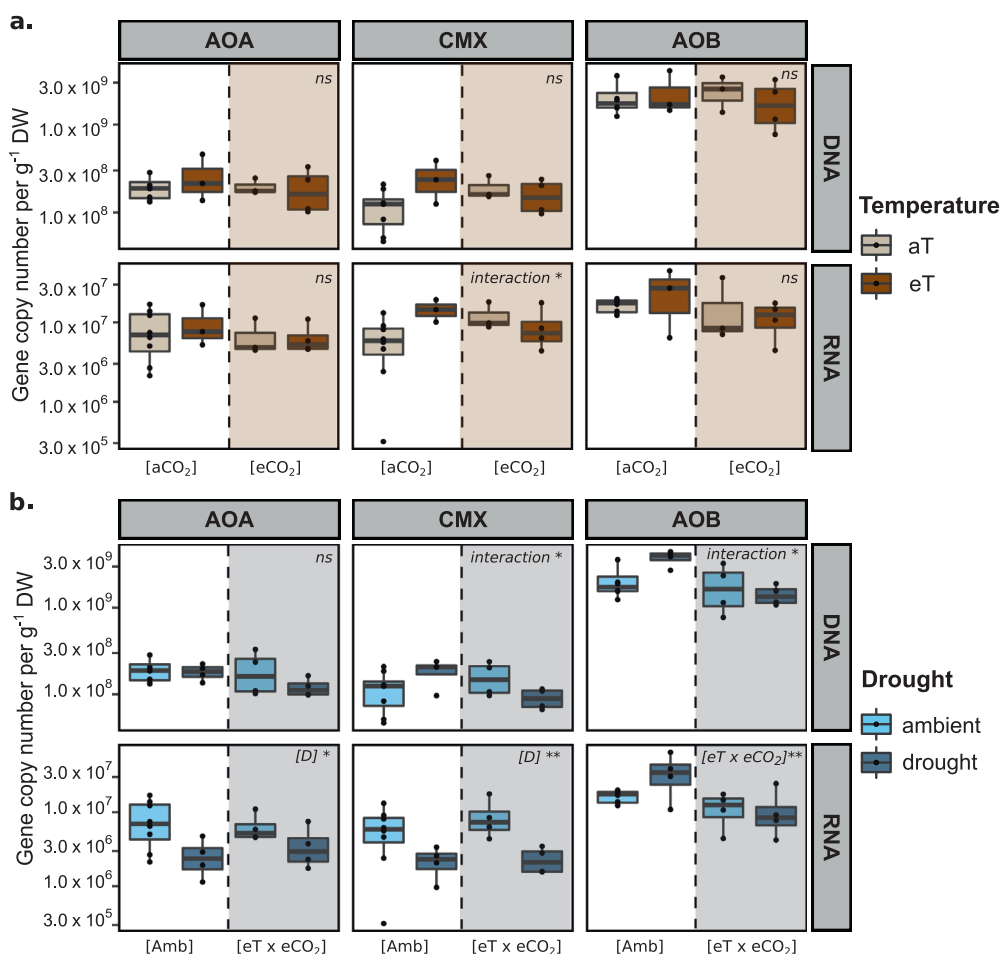 a.
AOA CMX AOB
Gene copy number per g⁻¹ DW
3.0 x 10⁹
1.0 x 10⁹
3.0 x 10⁸
1.0 x 10⁸
ns ns ns
DNA
3.0 x 10⁷
1.0 x 10⁷
3.0 x 10⁶
1.0 x 10⁶
3.0 x 10⁵
ns interaction * ns
RNA
[aCO₂] [eCO₂] [aCO₂] [eCO₂] [aCO₂] [eCO₂]
Temperature
aT
eT
b.
AOA CMX AOB
Gene copy number per g⁻¹ DW
3.0 x 10⁹
1.0 x 10⁹
3.0 x 10⁸
1.0 x 10⁸
ns interaction * interaction *
DNA
3.0 x 10⁷
1.0 x 10⁷
3.0 x 10⁶
1.0 x 10⁶
3.0 x 10⁵
[D] * [D] ** [eT x eCO₂]**
RNA
[Amb] [eT x eCO₂] [Amb] [eT x eCO₂] [Amb] [eT x eCO₂]
Drought
ambient
drought